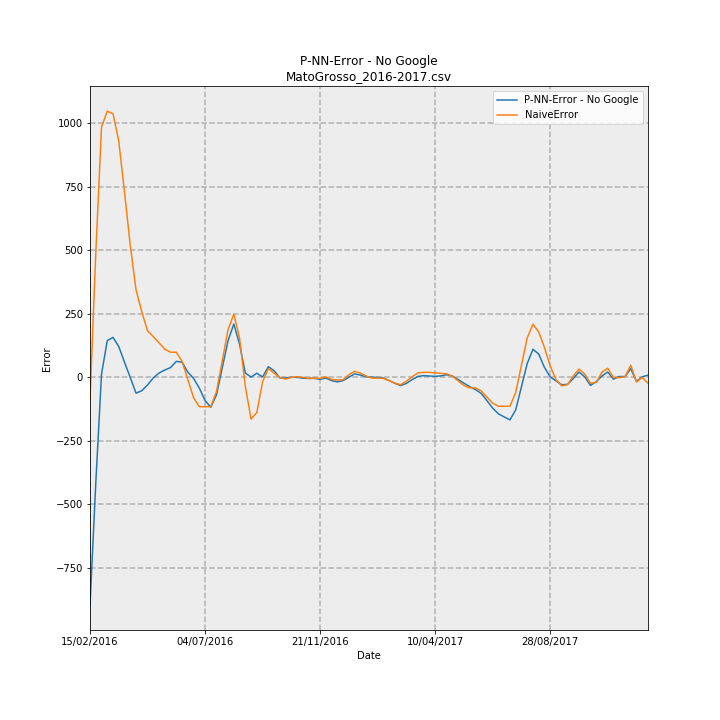 P-NN-Error - No Google
MatoGrosso_2016-2017.csv
P-NN-Error - No Google
NaiveError
1000
750
500
250
0
−250
−500
−750
Error
15/02/2016 04/07/2016 21/11/2016 10/04/2017 28/08/2017
Date